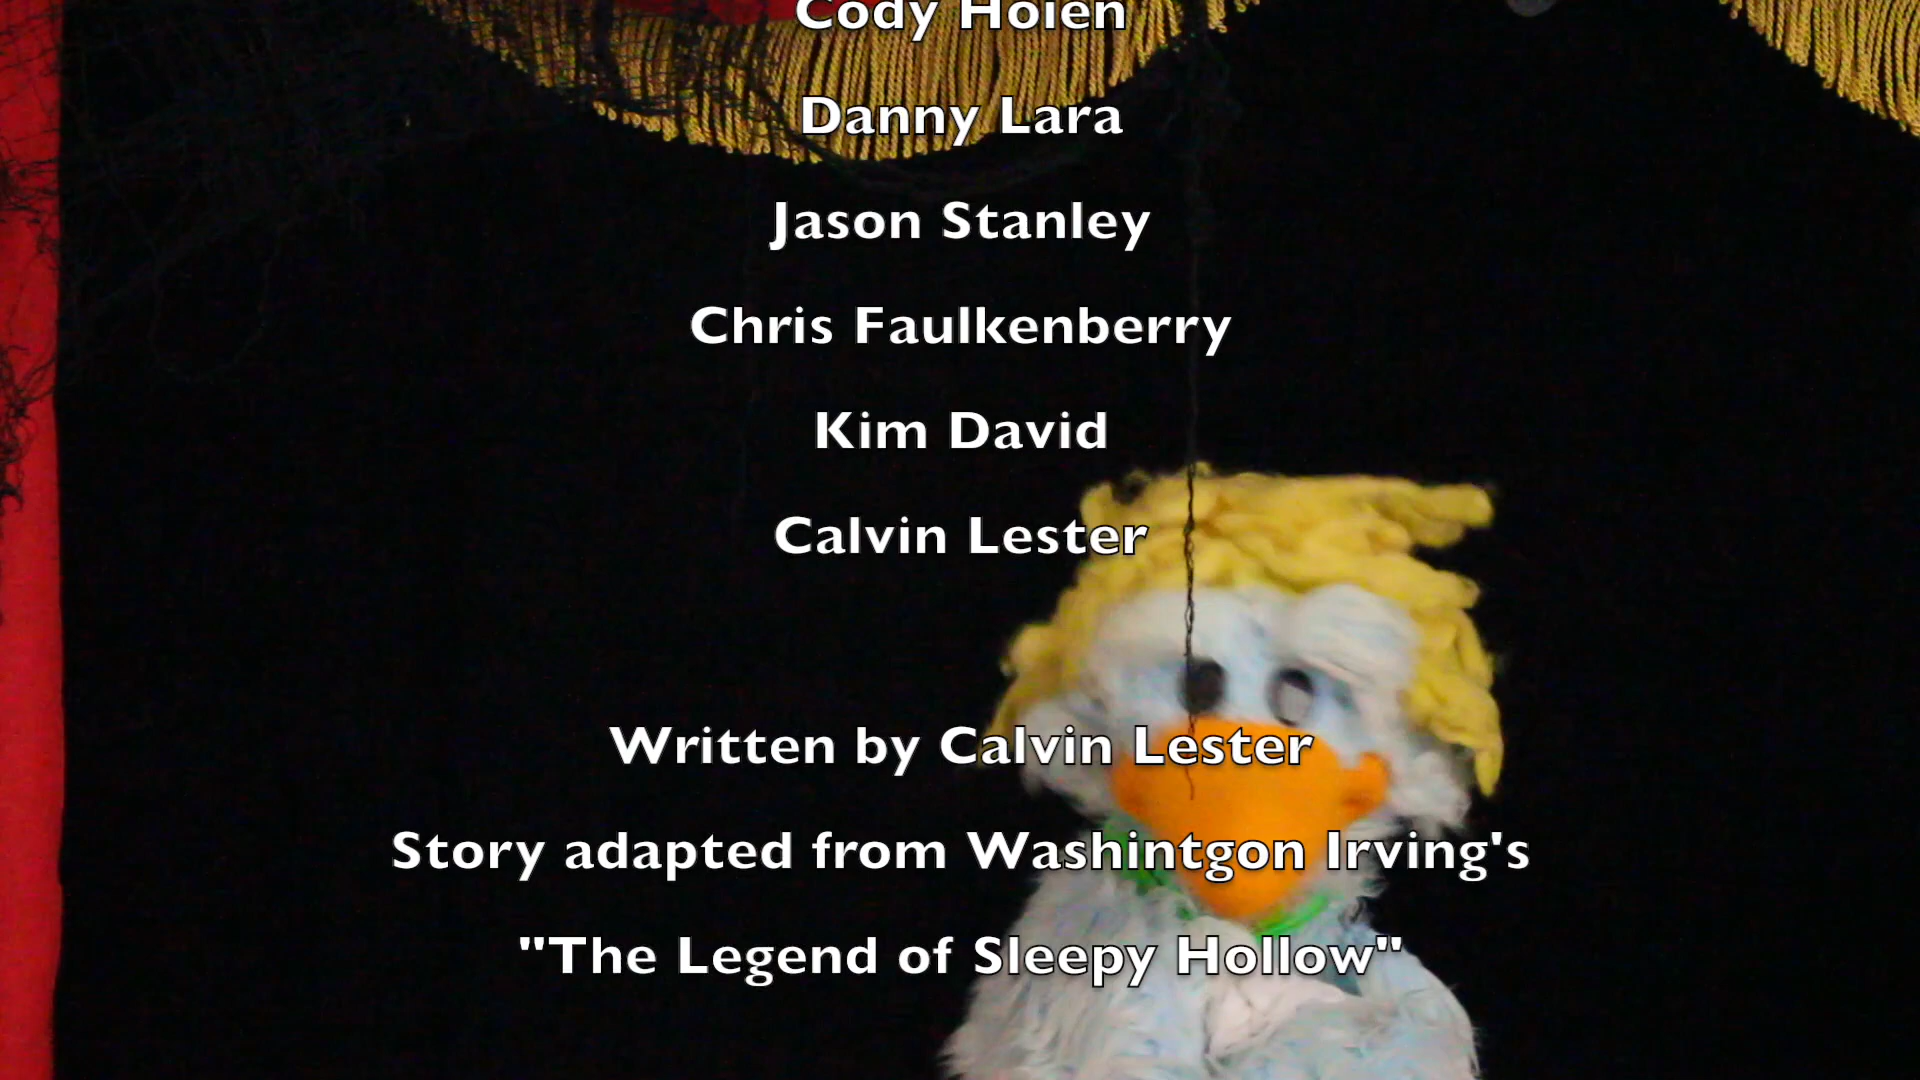 Cody Hoien
Danny Lara
Jason Stanley
Chris Faulkenberry
Kim David
Calvin Lester
Written by Calvin Lester
Story adapted from Washintgon Irving's
"The Legend of Sleepy Hollow"